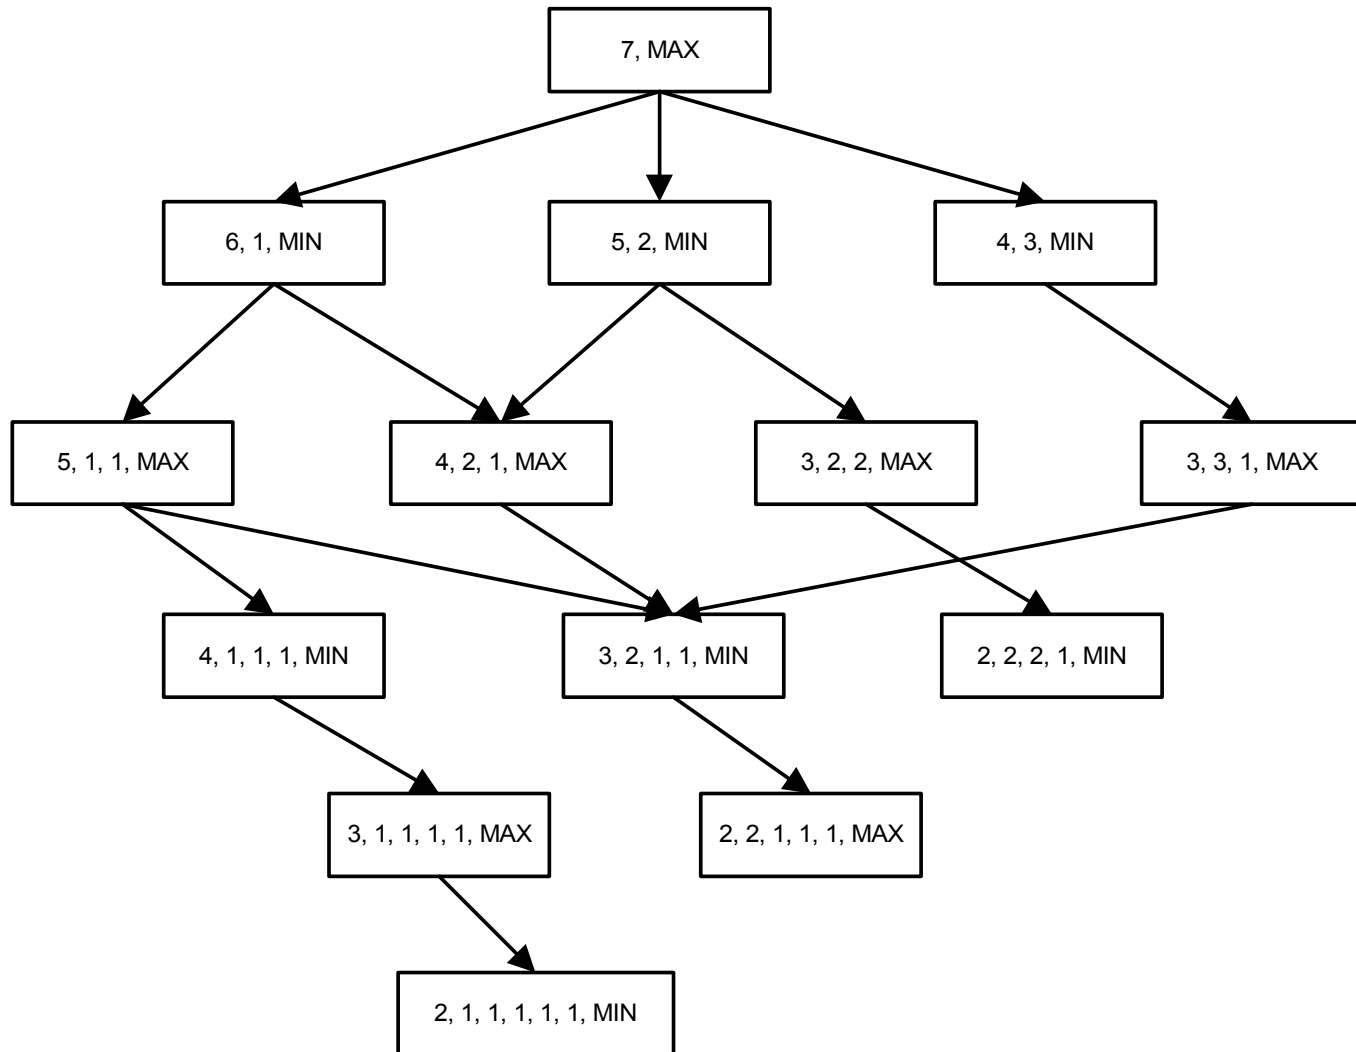 7, MAX
6, 1, MIN
5, 2, MIN
4, 3, MIN
5, 1, 1, MAX
4, 2, 1, MAX
3, 2, 2, MAX
3, 3, 1, MAX
4, 1, 1, 1, MIN
3, 2, 1, 1, MIN
2, 2, 2, 1, MIN
3, 1, 1, 1, 1, MAX
2, 2, 1, 1, 1, MAX
2, 1, 1, 1, 1, 1, MIN